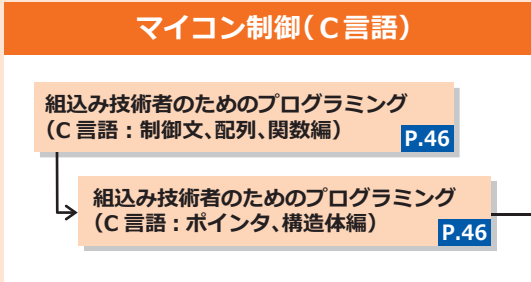 マイコン制御(C言語)
組込み技術者のためのプログラミング
(C 言語:制御文、配列、関数編)
P.46
組込み技術者のためのプログラミング
(C 言語:ポインタ、構造体編)
P.46